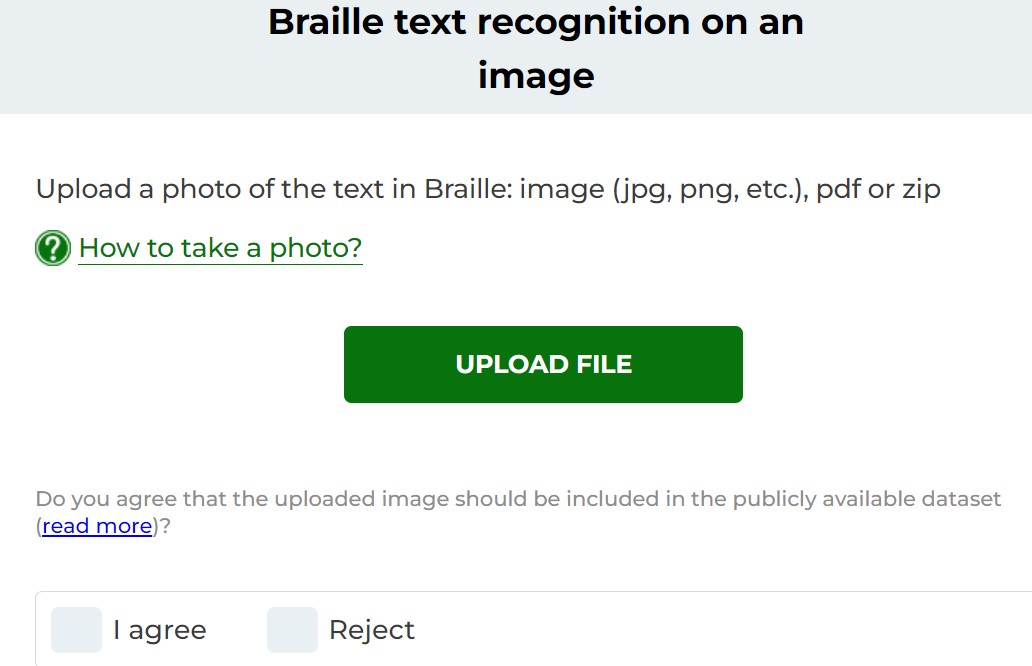 Braille text recognition on an
image
Upload a photo of the text in Braille: image (jpg, png, etc.), pdf or zip
? How to take a photo?
UPLOAD FILE
Do you agree that the uploaded image should be included in the publicly available dataset
(read more)?
I agree Reject